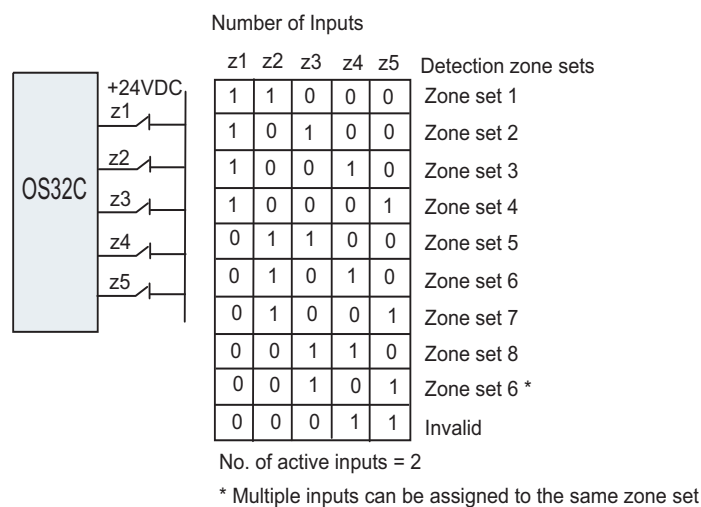 Number of Inputs
z1 z2 z3 z4 z5 Detection zone sets
+24VDC
z1
z2
z3
z4
z5
OS32C
1 1 0 0 0 Zone set 1
1 0 1 0 0 Zone set 2
1 0 0 1 0 Zone set 3
1 0 0 0 1 Zone set 4
0 1 1 0 0 Zone set 5
0 1 0 1 0 Zone set 6
0 1 0 0 1 Zone set 7
0 0 1 1 0 Zone set 8
0 0 1 0 1 Zone set 6 *
0 0 0 1 1 Invalid
No. of active inputs = 2
* Multiple inputs can be assigned to the same zone set